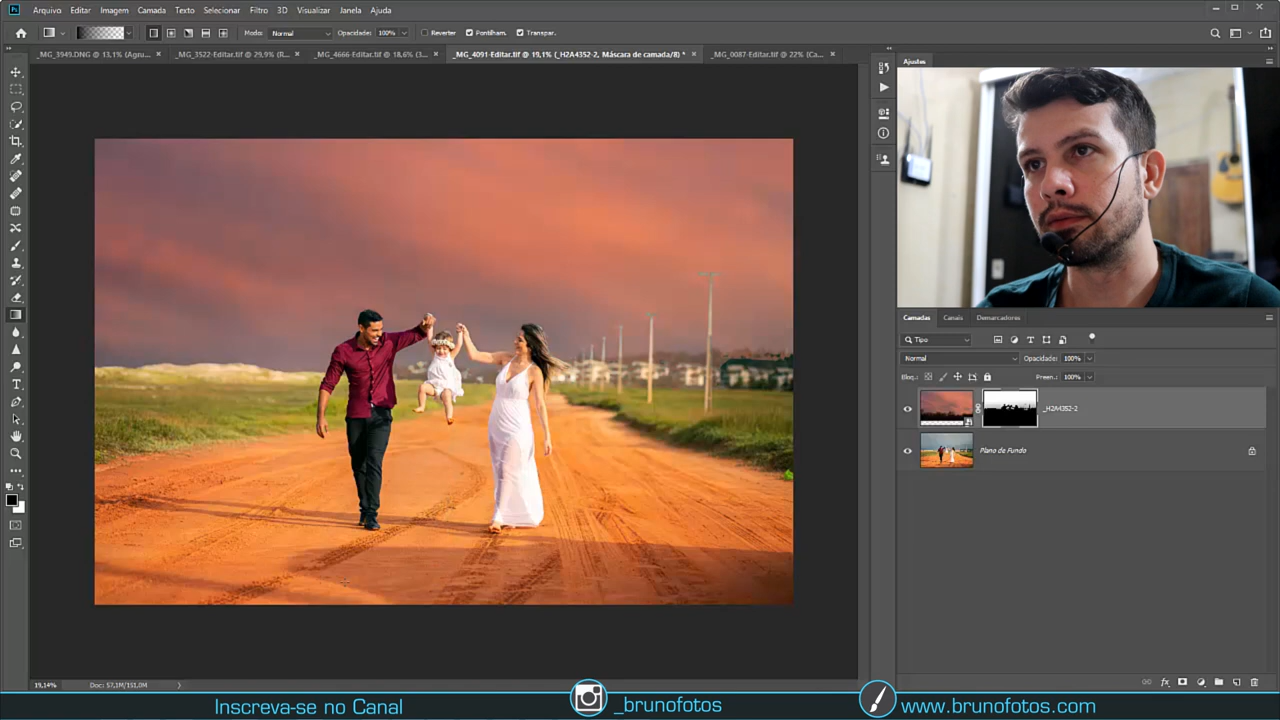 Ps Arquivo Editar Imagem Camada Texto Selecionar Filtro 3D Visualizar Janela Ajuda
Modo: Normal Opacidade: 100% Reverter Pontilham. Transpar.
_MG_3949.DNG @ 13,1% (Agru... × _MG_3522-Editar.tif @ 29,9% (R... × _MG_4666-Editar.tif @ 18,6% (3... × _MG_4091-Editar.tif @ 19,1% (_H2A4352-2, Máscara de camada/8) * × _MG_0087-Editar.tif @ 22% (Ca... ×
Ajustes
Camadas Canais Demarcadores
Tipo
Normal Opacidade: 100%
Bloq.: Preen.: 100%
_H2A4352-2
Plano de Fundo
19,14% Doc: 57,1M/151,0M
Inscreva-se no Canal _brunofotos www.brunofotos.com